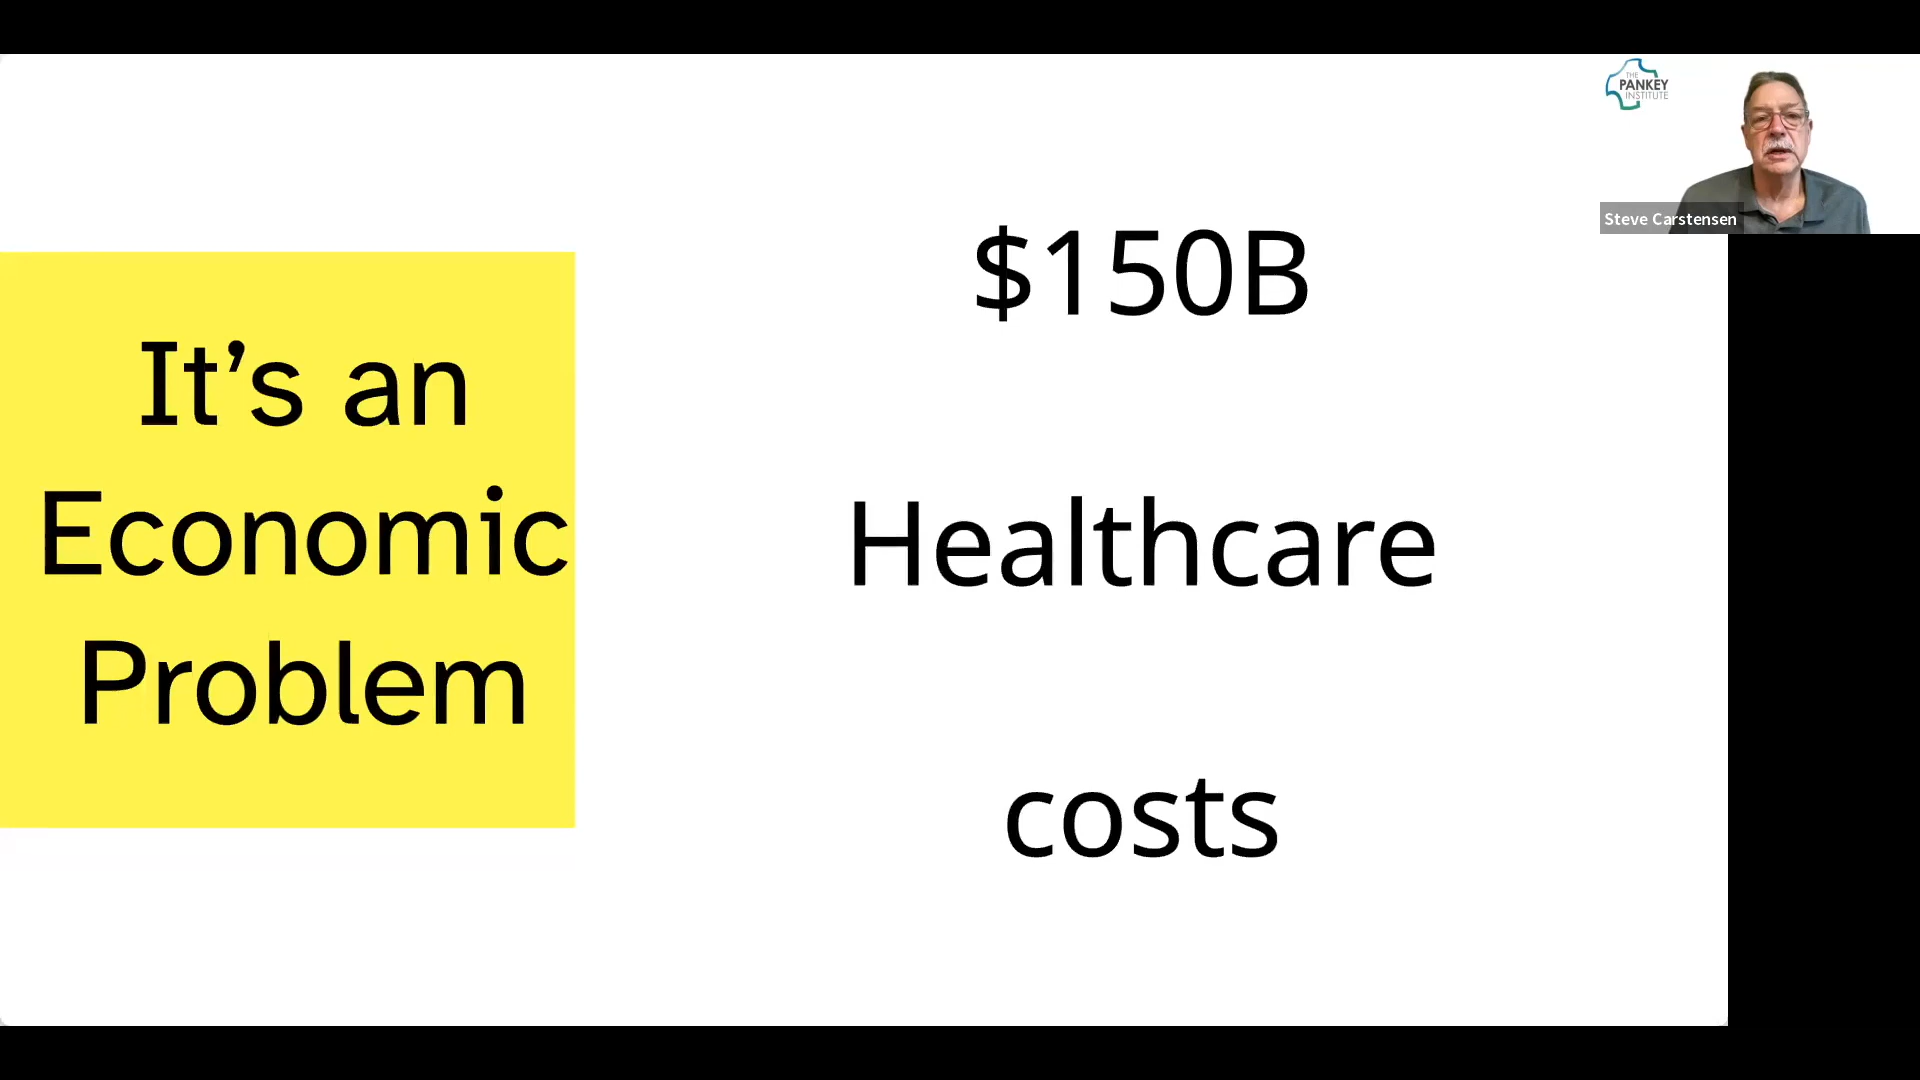 THE
PANKEY
INSTITUTE
Steve Carstensen
It’s an
Economic
Problem
$150B
Healthcare
costs